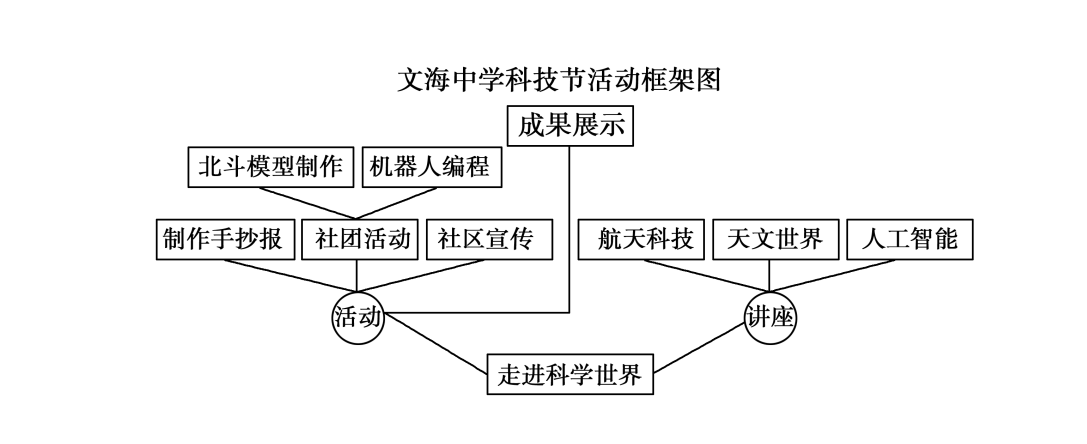 文海中学科技节活动框架图
成果展示
北斗模型制作
机器人编程
制作手抄报
社团活动
社区宣传
航天科技
天文世界
人工智能
活动
讲座
走进科学世界